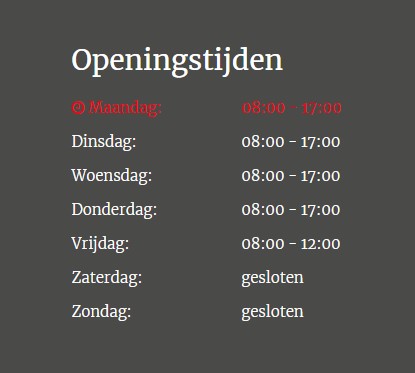 Openingstijden
Maandag: 08:00 - 17:00
Dinsdag: 08:00 - 17:00
Woensdag: 08:00 - 17:00
Donderdag: 08:00 - 17:00
Vrijdag: 08:00 - 12:00
Zaterdag: gesloten
Zondag: gesloten